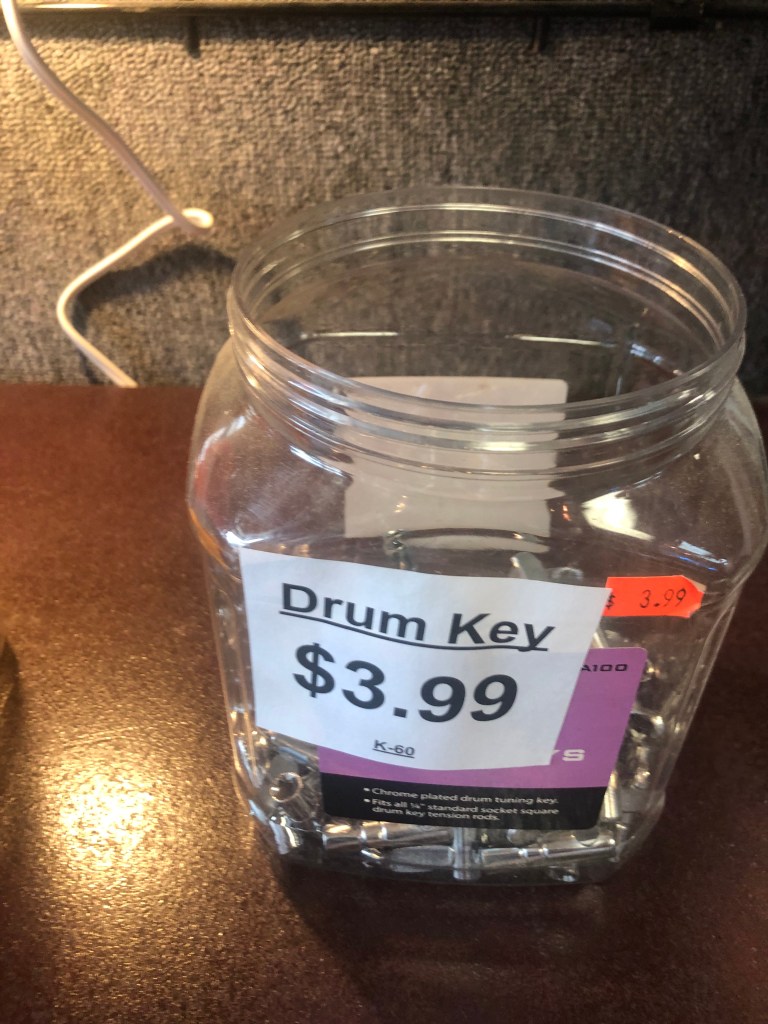 Drum Key
$3.99
K-60
$ 3.99
A100
YS
• Chrome plated drum tuning key.
• Fits all ¼" standard socket square
drum key tension rods.